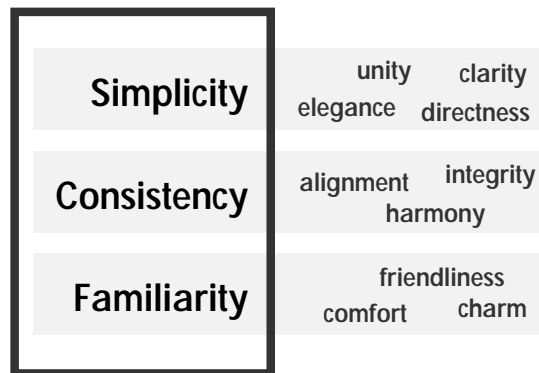 Simplicity
unity clarity
elegance directness
Consistency
alignment integrity
harmony
Familiarity
friendliness
comfort charm